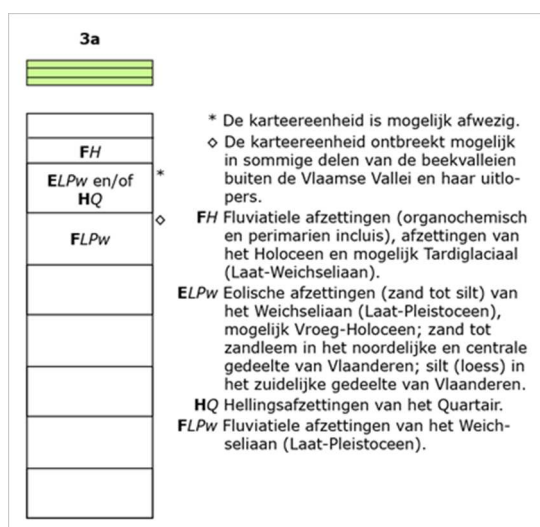 3a
FH
ELPw en/of
HQ
*
FLPw
◇
* De karteereenheid is mogelijk afwezig.
◇ De karteereenheid ontbreekt mogelijk
in sommige delen van de beekvalleien
buiten de Vlaamse Vallei en haar uitlo-
pers.
FH Fluviatiele afzettingen (organochemisch
en perimarien incluis), afzettingen van
het Holoceen en mogelijk Tardiglaciaal
(Laat-Weichseliaan).
ELPw Eolische afzettingen (zand tot silt) van
het Weichseliaan (Laat-Pleistoceen),
mogelijk Vroeg-Holoceen; zand tot
zandleem in het noordelijke en centrale
gedeelte van Vlaanderen; silt (loess) in
het zuidelijke gedeelte van Vlaanderen.
HQ Hellingsafzettingen van het Quartair.
FLPw Fluviatiele afzettingen van het Weich-
seliaan (Laat-Pleistoceen).